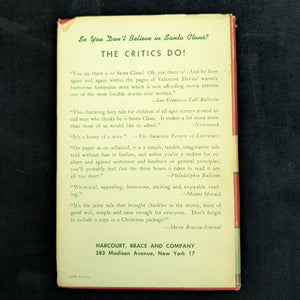 So You Don't Believe in Santa Claus?
THE CRITICS DO!
"You say there is no Santa Claus? Oh, yes, there is! And he lives
again and again within the pages of Valentine Davies' warmly
humorous homespun story which is now affording movie patrons
one of the most lovable stories ever written."
—San Francisco Call-Bulletin
"This charming fairy tale for children of all ages centers around an
old man who thinks he is Santa Claus. It makes a lot more sense
than most of us would like to admit."—Newsweek
"It's a honey of a story."—The Saturday Review of Literature
"On paper as on celluloid, it is a simple, tender, imaginative tale
told without fuss or fanfare, and unless you're a stickler for re-
alism and against sentiment and kindness on general principles,
you'll probably feel that the three hours it takes to read it are
all too short."—Philadelphia Bulletin
"Whimsical, appealing, humorous, exciting and enjoyable read-
ing."—Miami Herald
"It's the same tale that brought chuckles in the movie, born of
good will, simple and sane enough for everyone. Don't forget
to include a copy in a Christmas package!"
—Akron Beacon-Journal
HARCOURT, BRACE AND COMPANY
383 Madison Avenue, New York 17